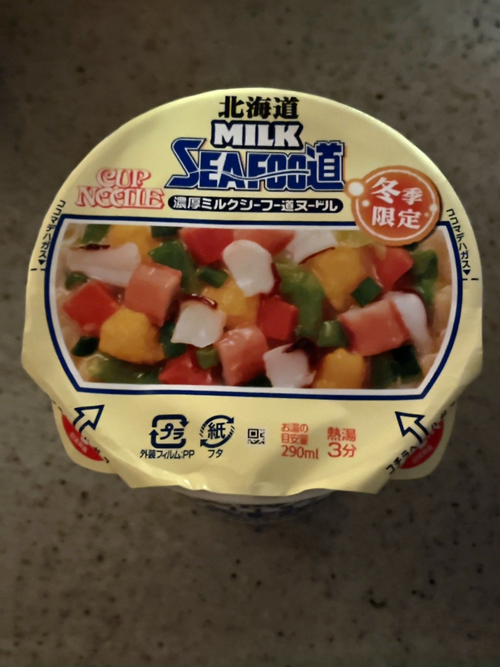 北海道
MILK
SEAFOO道
CUP
NOODLE
濃厚ミルクシーフー道ヌードル
冬季
限定
ココマデハガス
ココマデハガス
プラ
外装フィルム:PP
紙
フタ
お湯の
目安量
290ml
熱湯
3分